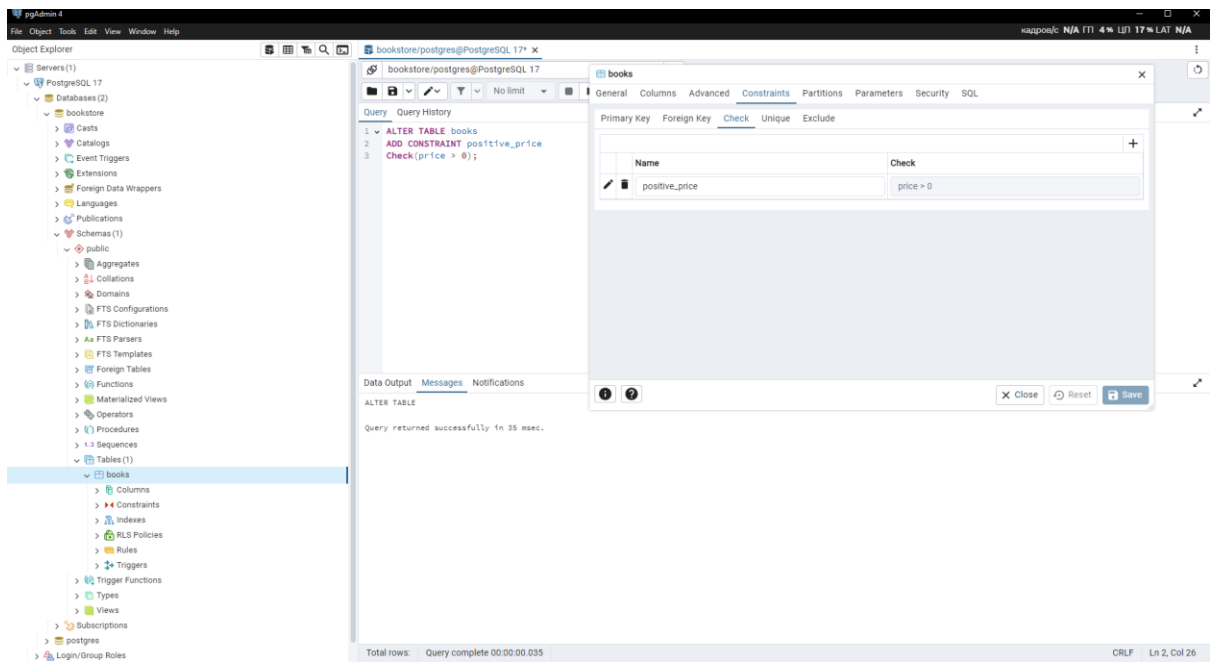 pgAdmin 4
File Object Tools Edit View Window Help
кадров/с N/A ГП 4 % ЦП 17 % LAT N/A
Object Explorer
Servers (1)
PostgreSQL 17
Databases (2)
bookstore
Casts
Catalogs
Event Triggers
Extensions
Foreign Data Wrappers
Languages
Publications
Schemas (1)
public
Aggregates
Collations
Domains
FTS Configurations
FTS Dictionaries
FTS Parsers
FTS Templates
Foreign Tables
Functions
Materialized Views
Operators
Procedures
1..3 Sequences
Tables (1)
books
Columns
Constraints
Indexes
RLS Policies
Rules
Triggers
Trigger Functions
Types
Views
Subscriptions
postgres
Login/Group Roles
bookstore/postgres@PostgreSQL 17*
bookstore/postgres@PostgreSQL 17
No limit
Query Query History
1 ALTER TABLE books
2 ADD CONSTRAINT positive_price
3 Check(price > 0);
books
General Columns Advanced Constraints Partitions Parameters Security SQL
Primary Key Foreign Key Check Unique Exclude
Name Check
positive_price price > 0
Close Reset Save
Data Output Messages Notifications
ALTER TABLE
Query returned successfully in 35 msec.
Total rows: Query complete 00:00:00.035 CRLF Ln 2, Col 26